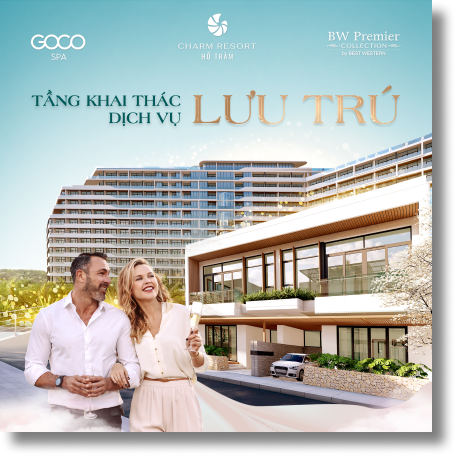 GOCO
SPA
CHARM RESORT
HỒ TRÀM
BW Premier
COLLECTION
by BEST WESTERN
TẦNG KHAI THÁC
DỊCH VỤ
LƯU TRÚ